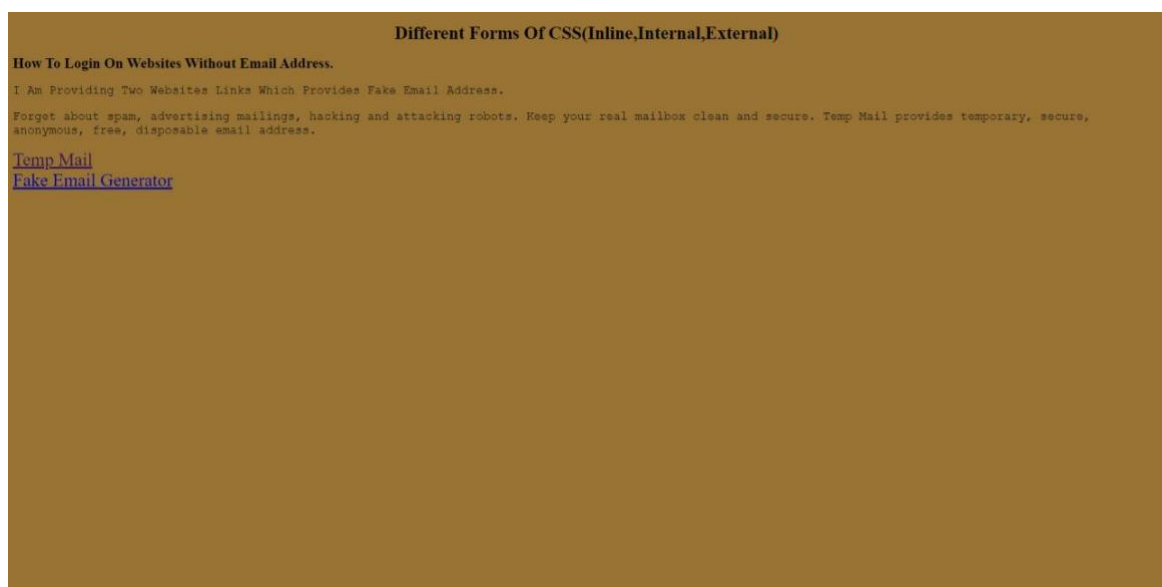 Different Forms Of CSS(Inline,Internal,External)
How To Login On Websites Without Email Address.
I Am Providing Two Websites Links Which Provides Fake Email Address.
Forget about spam, advertising mailings, hacking and attacking robots. Keep your real mailbox clean and secure. Temp Mail provides temporary, secure,
anonymous, free, disposable email address.
Temp Mail
Fake Email Generator